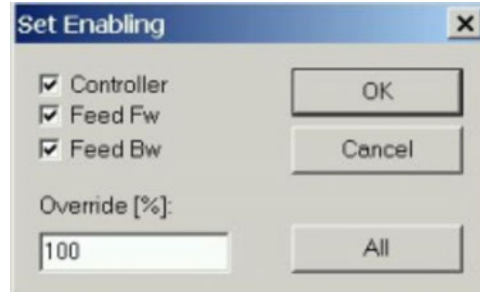 Set Enabling
Controller
OK
Feed Fw
Feed Bw
Cancel
Override [%]:
100
All